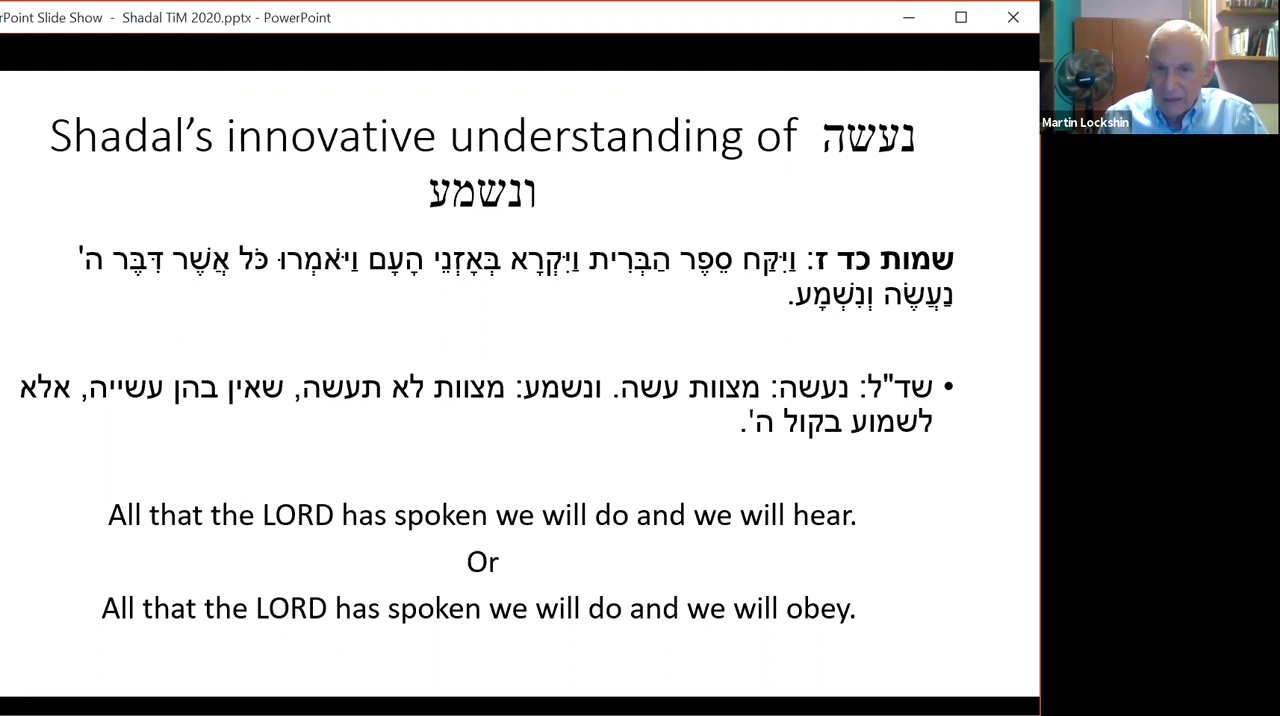 rPoint Slide Show - Shadal TiM 2020.pptx - PowerPoint
Martin Lockshin
Shadal's innovative understanding of נעשה
ונשמע
שמות כד ז: וַיִּקַּח סֵפֶר הַבְּרִית וַיִּקְרָא בְּאָזְנֵי הָעָם וַיֹּאמְרוּ כֹּל אֲשֶׁר דִּבֶּר ה'
נַעֲשֶׂה וְנִשְׁמָע.
• שד"ל: נעשה: מצוות עשה. ונשמע: מצוות לא תעשה, שאין בהן עשייה, אלא
לשמוע בקול ה'.
All that the LORD has spoken we will do and we will hear.
Or
All that the LORD has spoken we will do and we will obey.